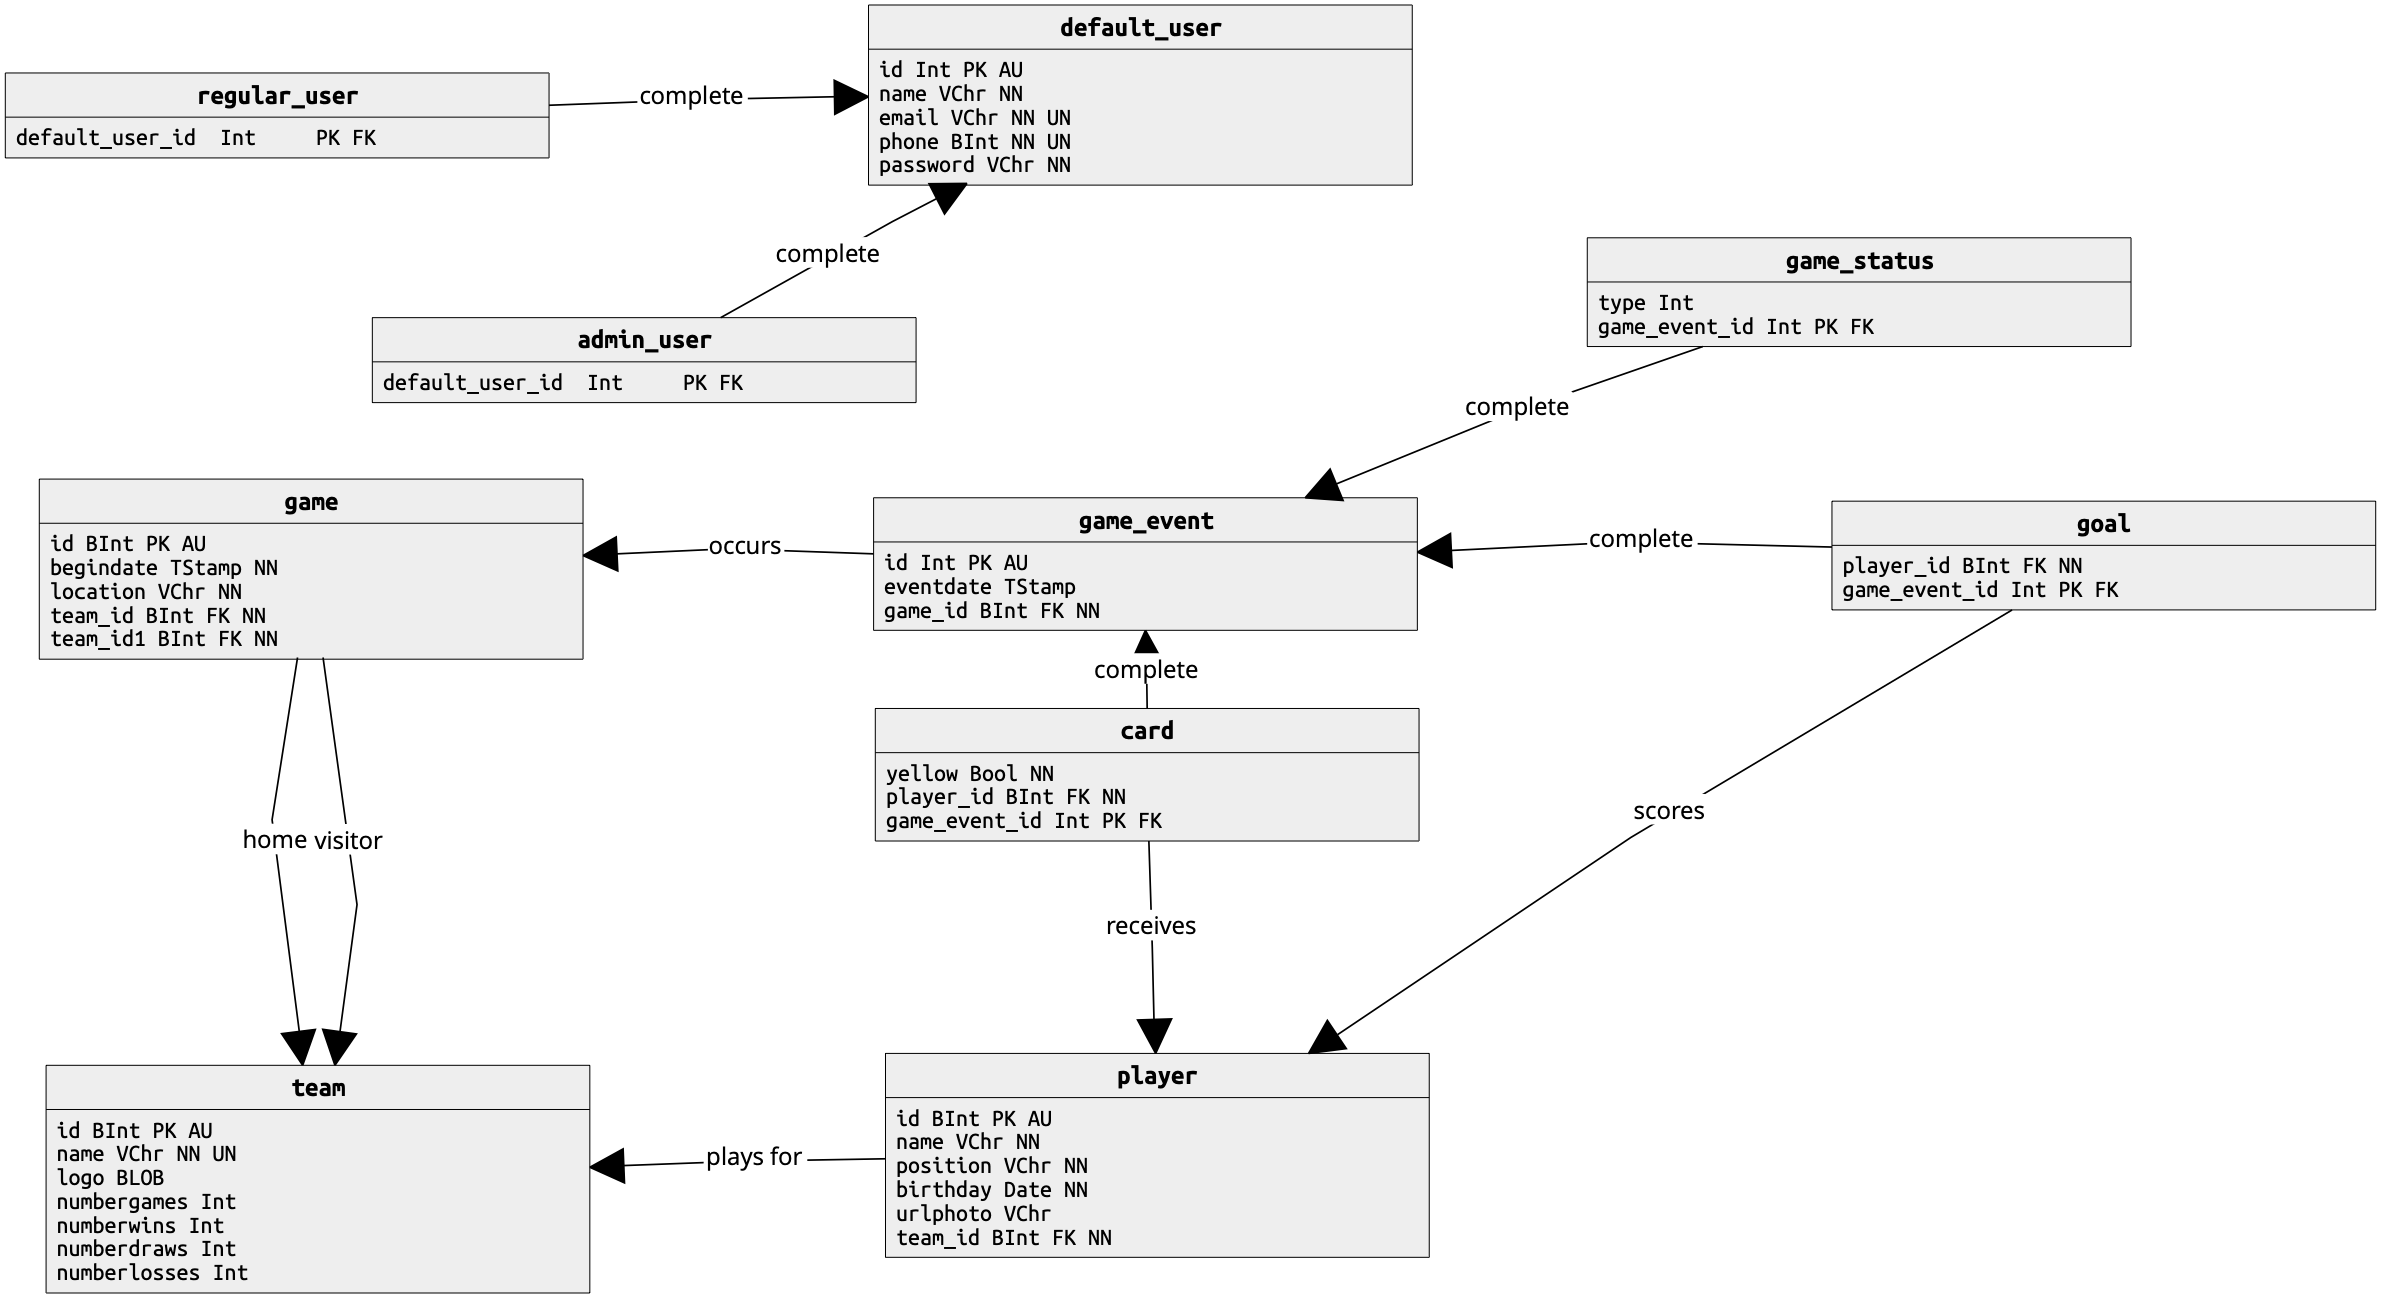 default_user
id Int PK AU
name VChr NN
email VChr NN UN
phone BInt NN UN
password VChr NN
regular_user
default_user_id  Int     PK FK
complete
complete
admin_user
default_user_id  Int     PK FK
game_status
type Int
game_event_id Int PK FK
complete
game
id BInt PK AU
begindate TStamp NN
location VChr NN
team_id BInt FK NN
team_id1 BInt FK NN
occurs
game_event
id Int PK AU
eventdate TStamp
game_id BInt FK NN
complete
goal
player_id BInt FK NN
game_event_id Int PK FK
complete
card
yellow Bool NN
player_id BInt FK NN
game_event_id Int PK FK
home visitor
scores
receives
team
id BInt PK AU
name VChr NN UN
logo BLOB
numbergames Int
numberwins Int
numberdraws Int
numberlosses Int
plays for
player
id BInt PK AU
name VChr NN
position VChr NN
birthday Date NN
urlphoto VChr
team_id BInt FK NN